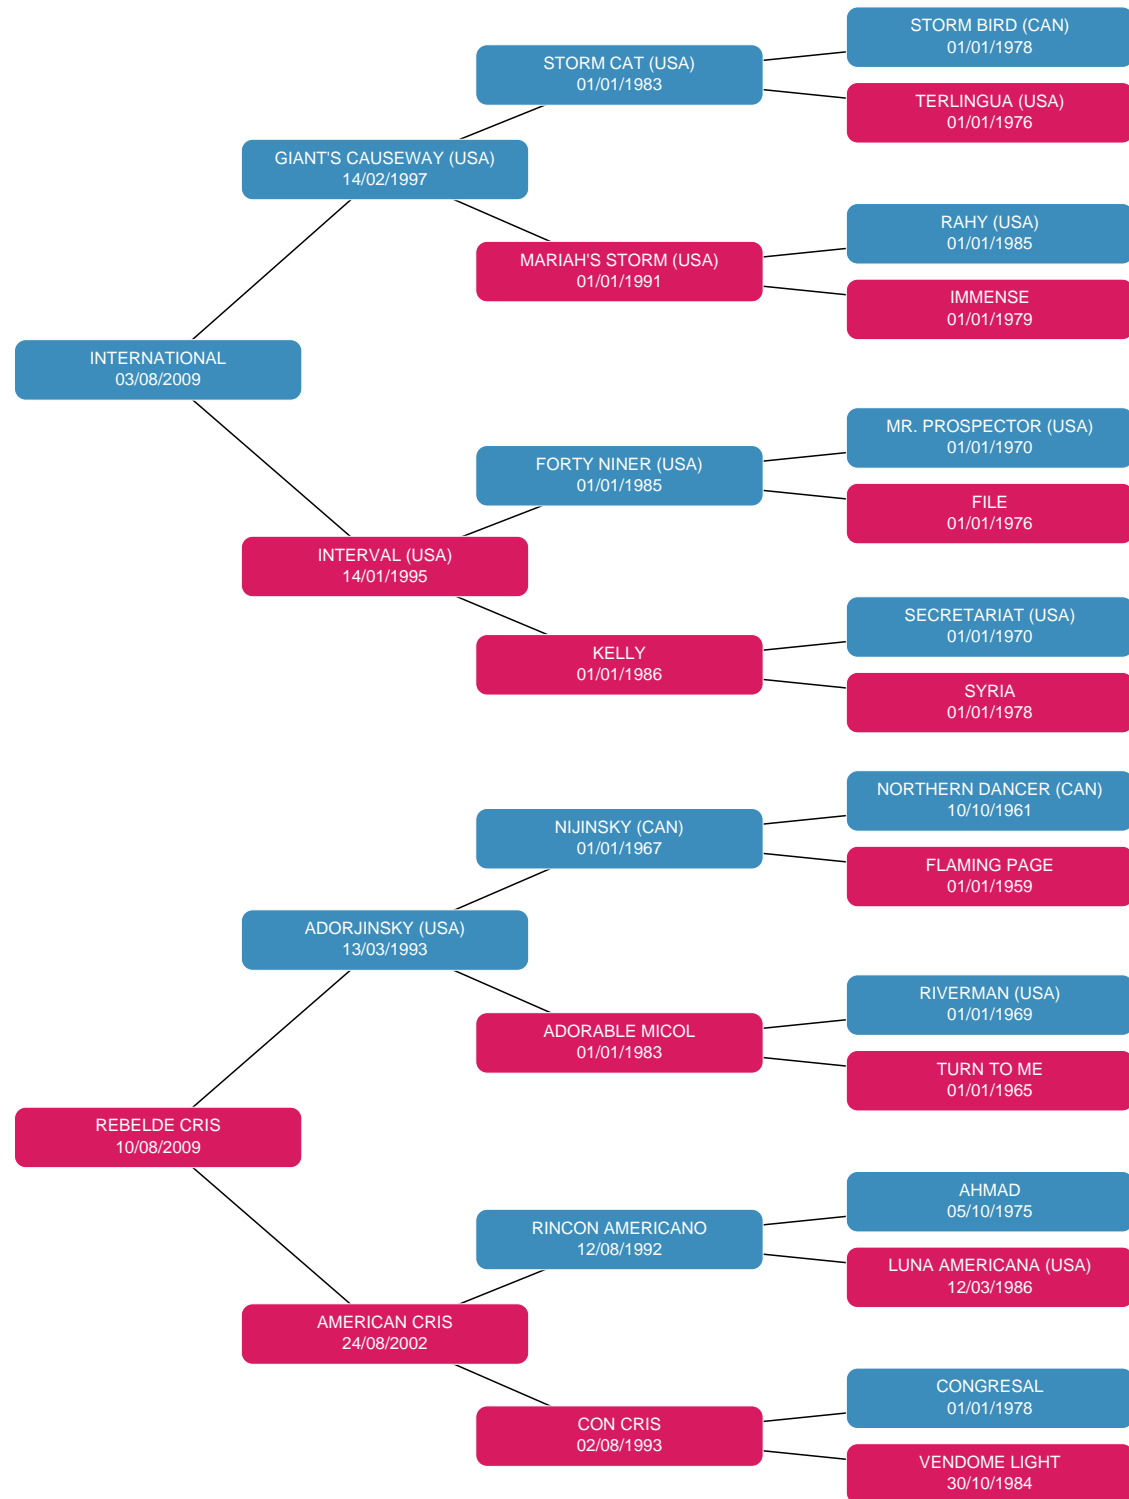 STORM BIRD (CAN)
01/01/1978
STORM CAT (USA)
01/01/1983
TERLINGUA (USA)
01/01/1976
GIANT'S CAUSEWAY (USA)
14/02/1997
RAHY (USA)
01/01/1985
MARIAH'S STORM (USA)
01/01/1991
IMMENSE
01/01/1979
INTERNATIONAL
03/08/2009
MR. PROSPECTOR (USA)
01/01/1970
FORTY NINER (USA)
01/01/1985
FILE
01/01/1976
INTERVAL (USA)
14/01/1995
SECRETARIAT (USA)
01/01/1970
KELLY
01/01/1986
SYRIA
01/01/1978
NORTHERN DANCER (CAN)
10/10/1961
NIJINSKY (CAN)
01/01/1967
FLAMING PAGE
01/01/1959
ADORJINSKY (USA)
13/03/1993
RIVERMAN (USA)
01/01/1969
ADORABLE MICOL
01/01/1983
TURN TO ME
01/01/1965
REBELDE CRIS
10/08/2009
AHMAD
05/10/1975
RINCON AMERICANO
12/08/1992
LUNA AMERICANA (USA)
12/03/1986
AMERICAN CRIS
24/08/2002
CONGRESAL
01/01/1978
CON CRIS
02/08/1993
VENDOME LIGHT
30/10/1984